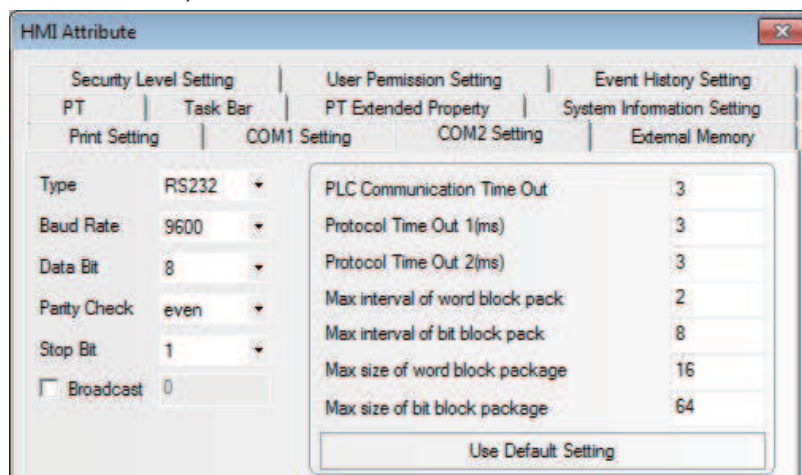 HMI Attribute
Security Level Setting User Permission Setting Event History Setting
PT Task Bar PT Extended Property System Information Setting
Print Setting COM1 Setting COM2 Setting External Memory
Type RS232
Baud Rate 9600
Data Bit 8
Parity Check even
Stop Bit 1
Broadcast 0
PLC Communication Time Out 3
Protocol Time Out 1(ms) 3
Protocol Time Out 2(ms) 3
Max interval of word block pack 2
Max interval of bit block pack 8
Max size of word block package 16
Max size of bit block package 64
Use Default Setting